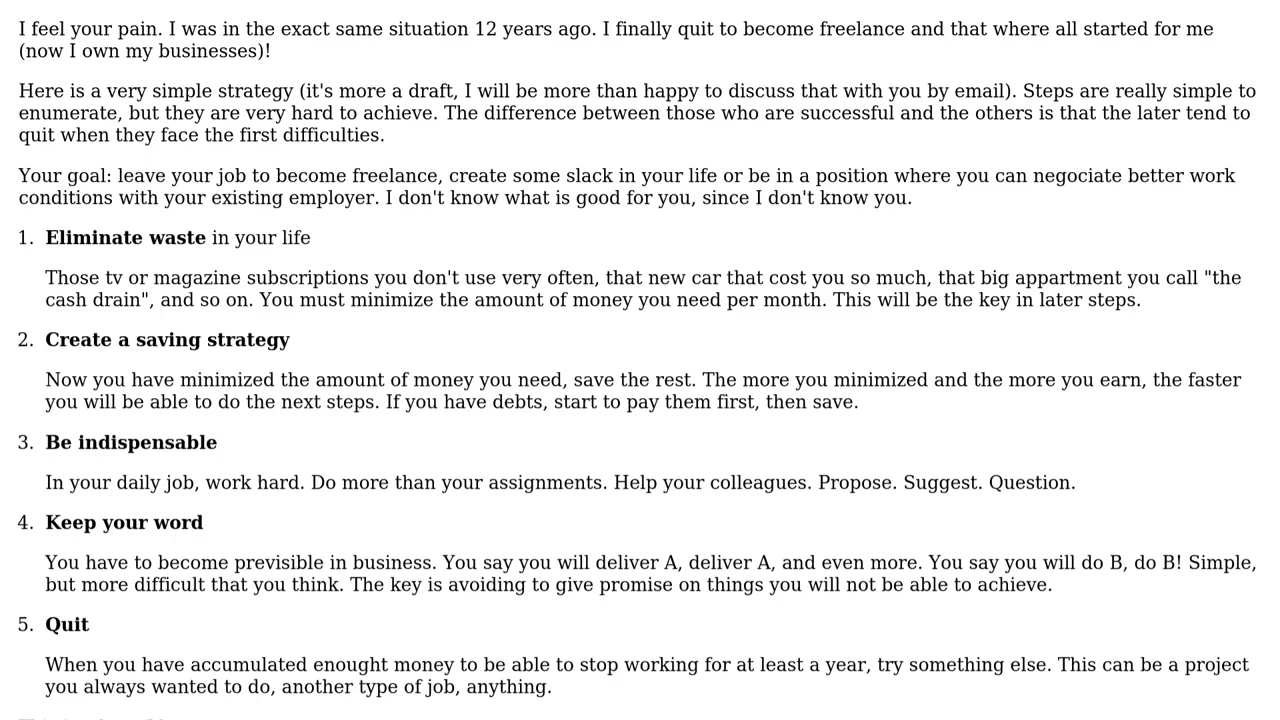 I feel your pain. I was in the exact same situation 12 years ago. I finally quit to become freelance and that where all started for me
(now I own my businesses)!
Here is a very simple strategy (it's more a draft, I will be more than happy to discuss that with you by email). Steps are really simple to
enumerate, but they are very hard to achieve. The difference between those who are successful and the others is that the later tend to
quit when they face the first difficulties.
Your goal: leave your job to become freelance, create some slack in your life or be in a position where you can negociate better work
conditions with your existing employer. I don't know what is good for you, since I don't know you.
1. Eliminate waste in your life
Those tv or magazine subscriptions you don't use very often, that new car that cost you so much, that big appartment you call "the
cash drain", and so on. You must minimize the amount of money you need per month. This will be the key in later steps.
2. Create a saving strategy
Now you have minimized the amount of money you need, save the rest. The more you minimized and the more you earn, the faster
you will be able to do the next steps. If you have debts, start to pay them first, then save.
3. Be indispensable
In your daily job, work hard. Do more than your assignments. Help your colleagues. Propose. Suggest. Question.
4. Keep your word
You have to become previsible in business. You say you will deliver A, deliver A, and even more. You say you will do B, do B! Simple,
but more difficult that you think. The key is avoiding to give promise on things you will not be able to achieve.
5. Quit
When you have accumulated enought money to be able to stop working for at least a year, try something else. This can be a project
you always wanted to do, another type of job, anything.